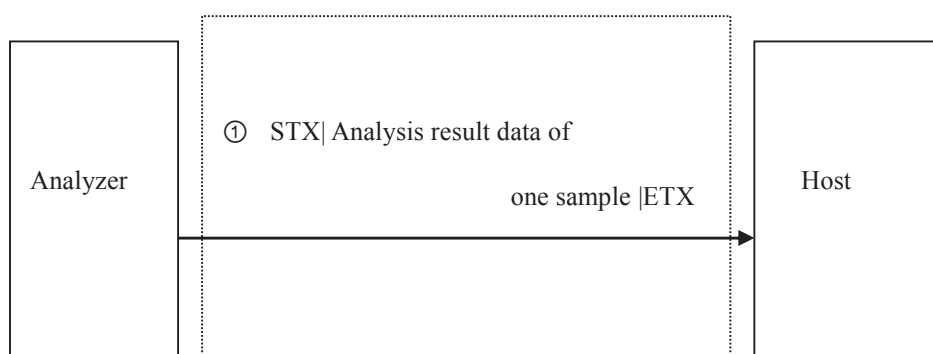 ① STX| Analysis result data of
Analyzer
one sample |ETX
Host